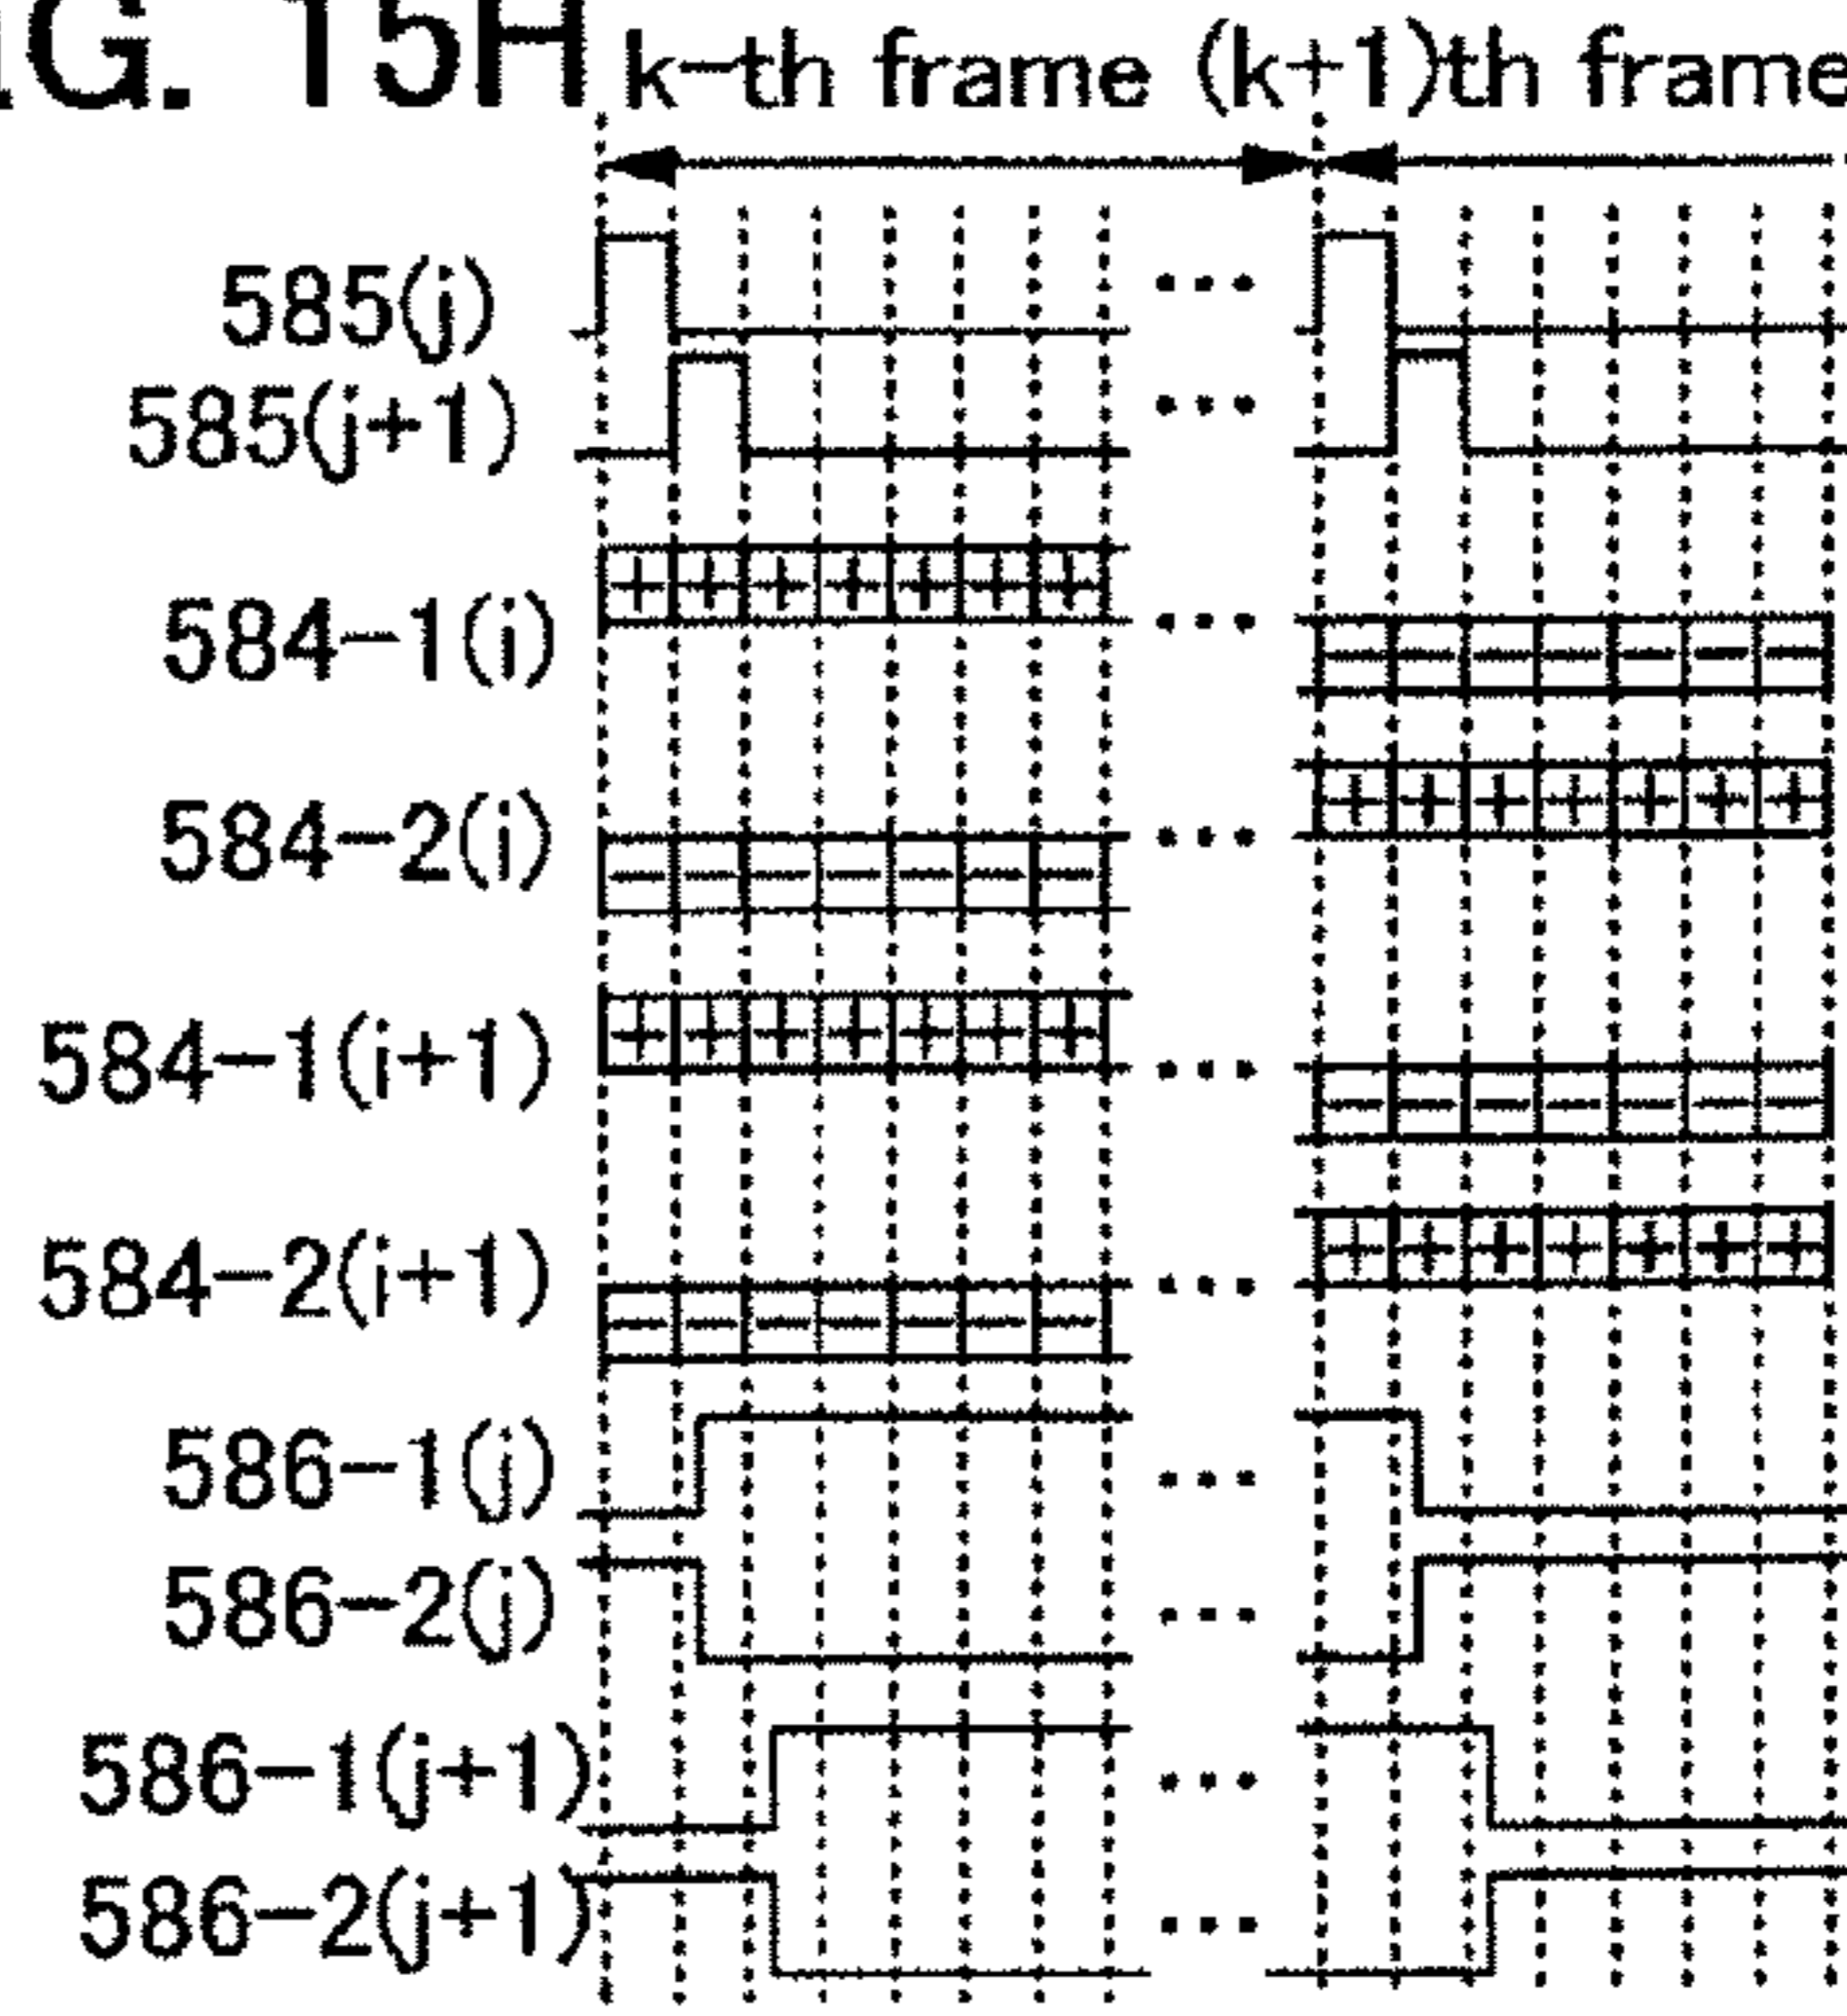 G. 15H k-th frame (k+1)th frame
585(j)
585(j+1)
+ + + + + + +
584-1(i)
− − − − − − −
+ + + + + + +
584-2(i)
− − − − − − −
+ + + + + + +
584-1(i+1)
− − − − − − −
+ + + + + + +
584-2(i+1)
− − − − − − −
586-1(j)
586-2(j)
586-1(j+1)
586-2(j+1)